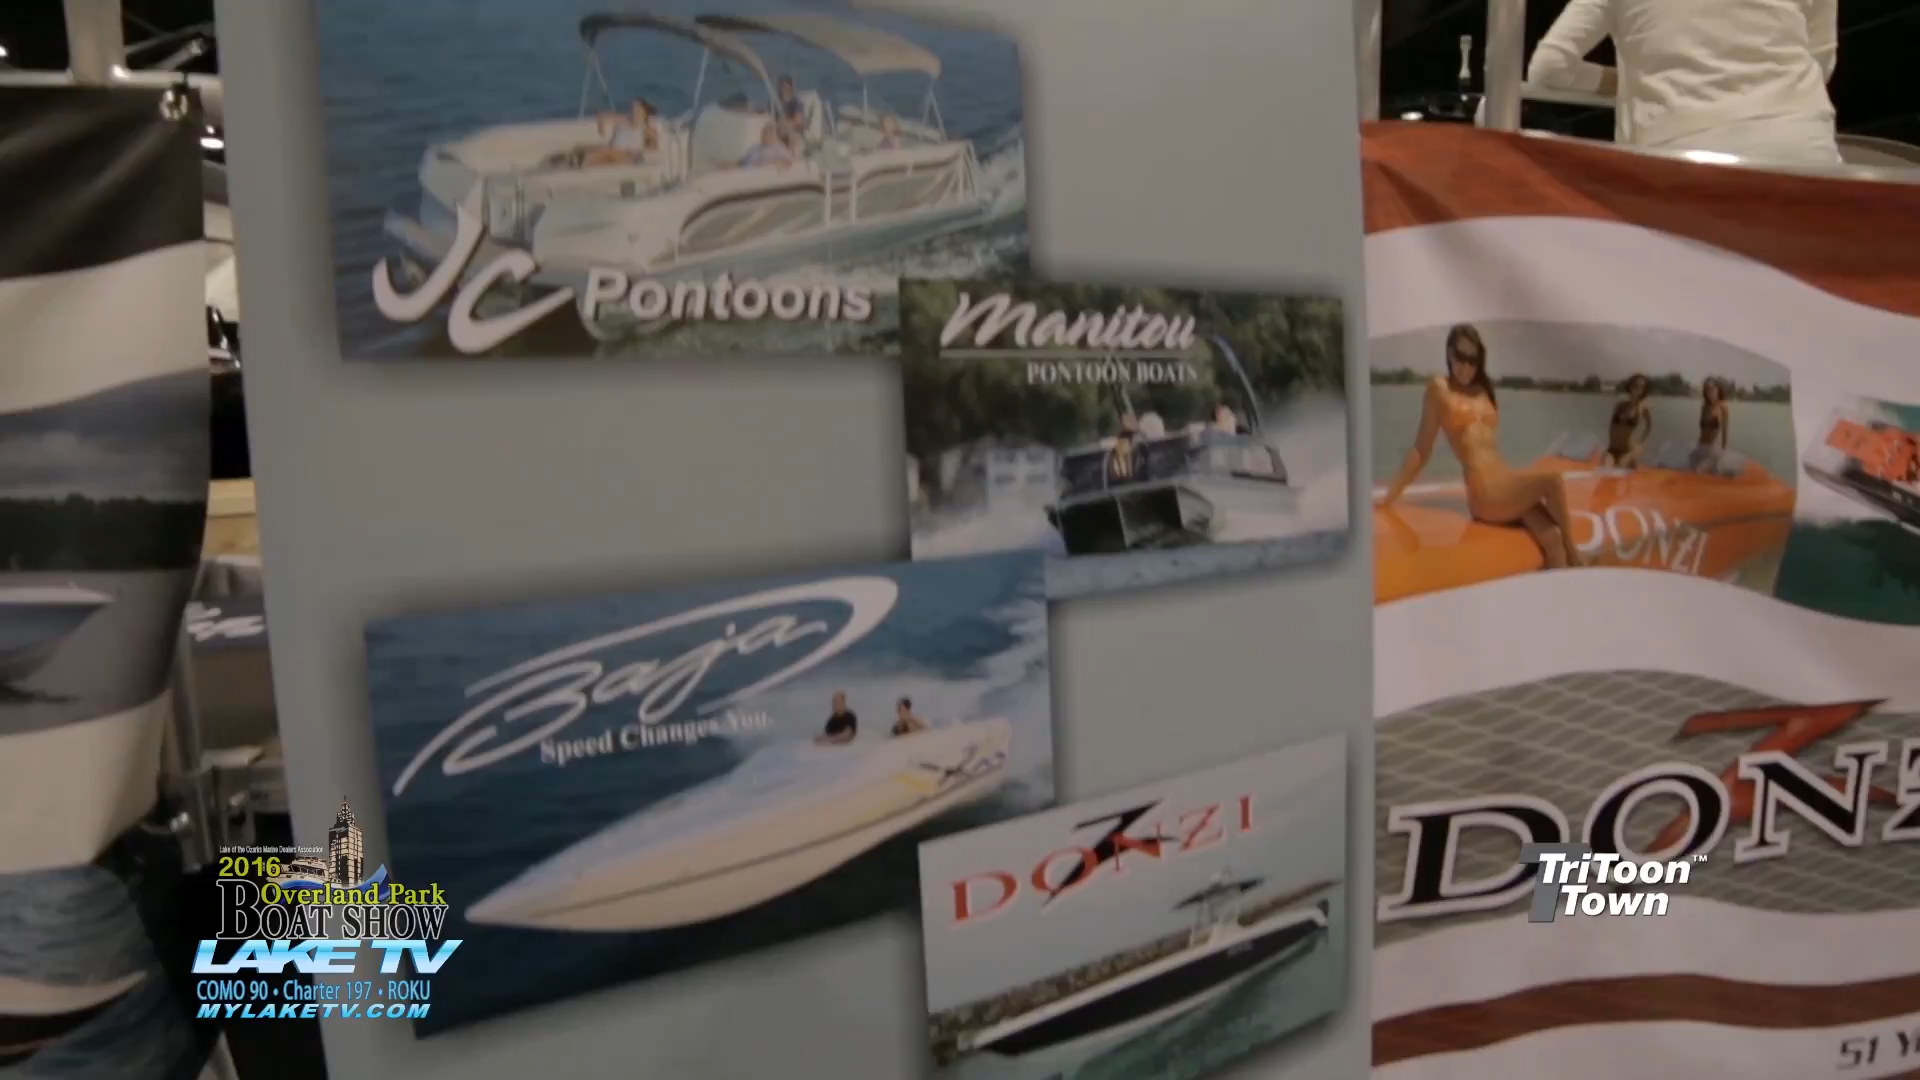 JC Pontoons
Manitou
PONTOON BOATS
Baja
Speed Changes You.
DONZI
DONZI
DONZ
51 Y
Lake of the Ozarks Marine Dealers Association
2016
Overland Park
BOAT SHOW
LAKE TV
COMO 90 • Charter 197 • ROKU
MYLAKETV.COM
TriToon™
Town